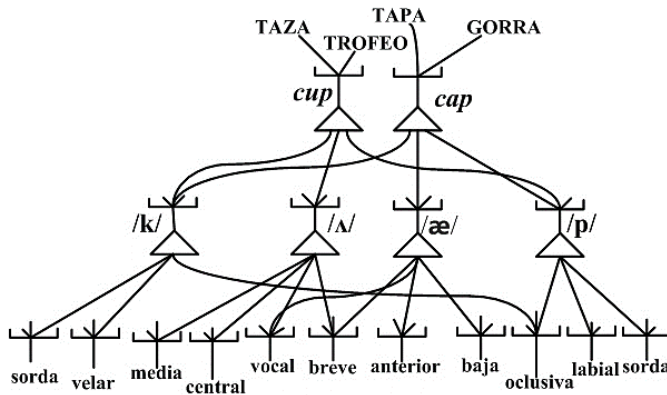 TAZA TROFEO TAPA GORRA
cup cap
/k/ /ʌ/ /æ/ /p/
sorda velar media central vocal breve anterior baja oclusiva labial sorda